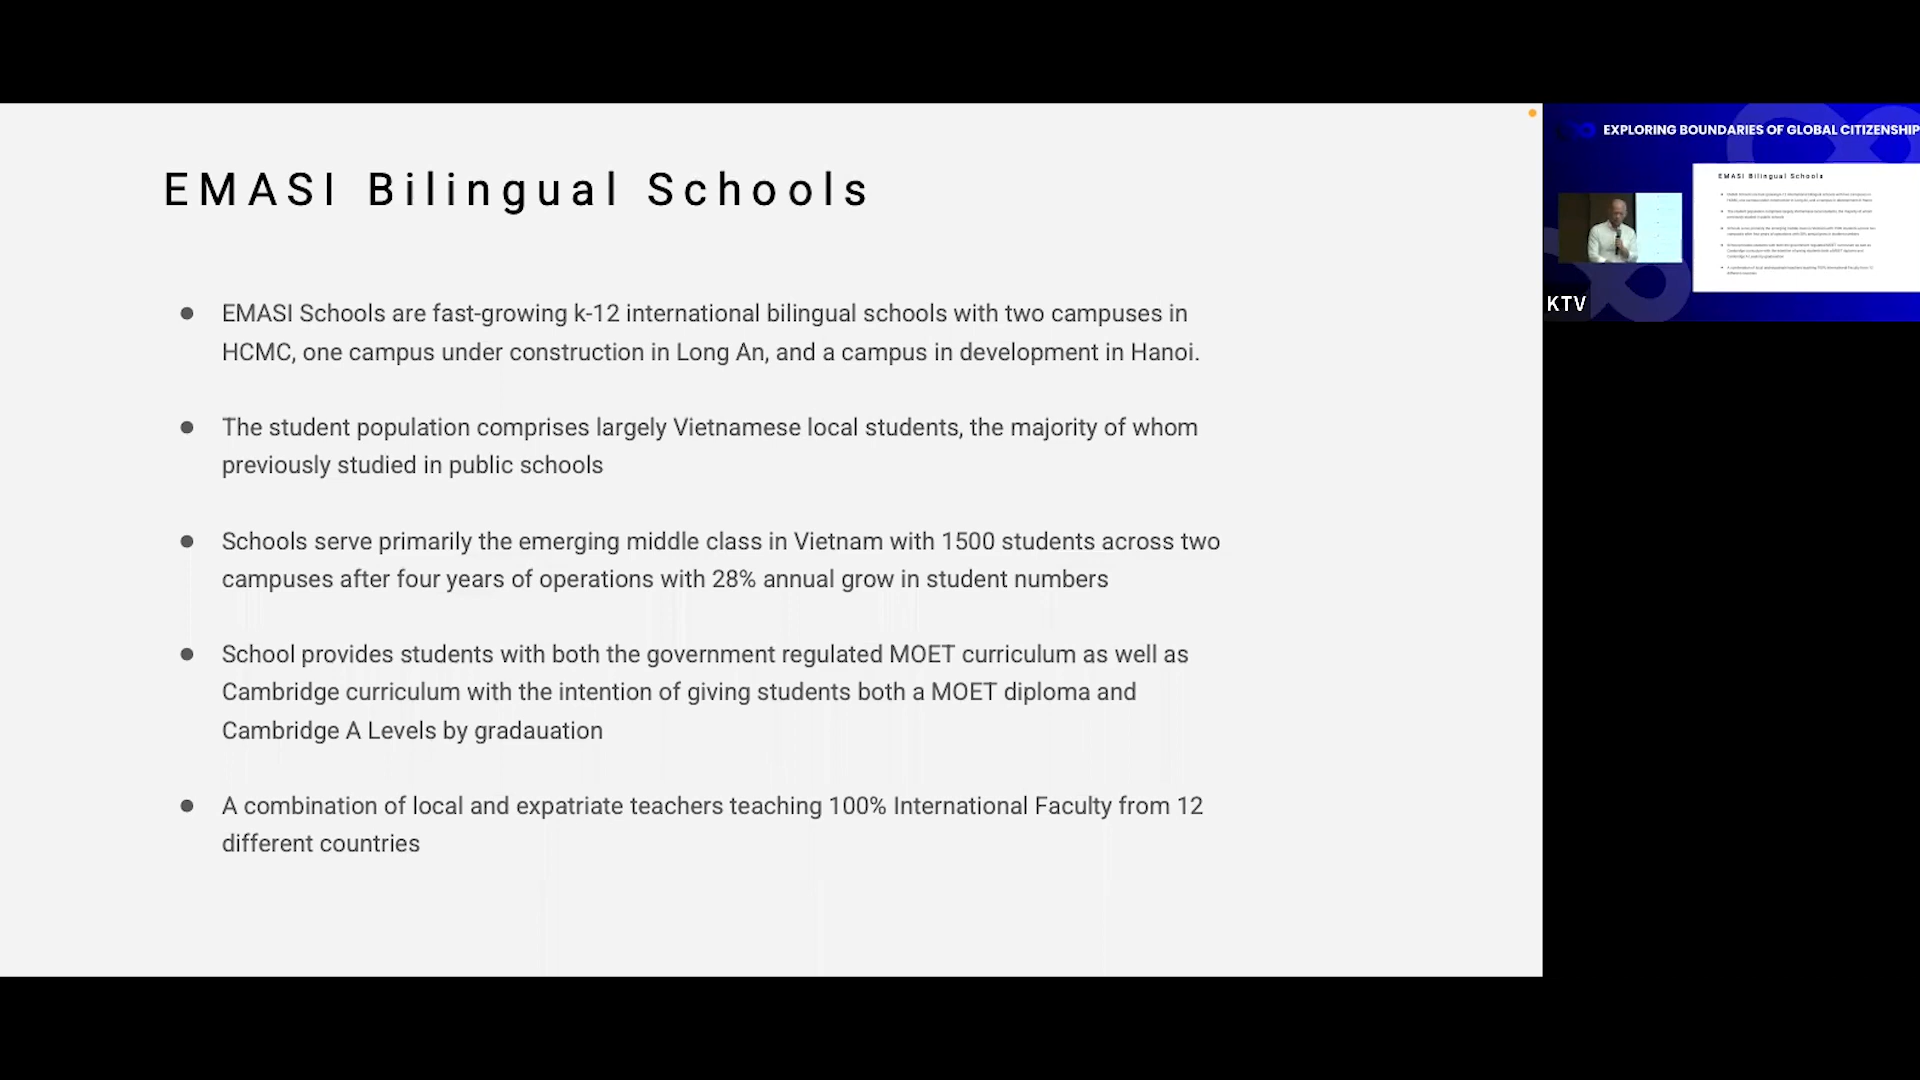 EMASI Bilingual Schools
● EMASI Schools are fast-growing k-12 international bilingual schools with two campuses in
HCMC, one campus under construction in Long An, and a campus in development in Hanoi.
● The student population comprises largely Vietnamese local students, the majority of whom
previously studied in public schools
● Schools serve primarily the emerging middle class in Vietnam with 1500 students across two
campuses after four years of operations with 28% annual grow in student numbers
● School provides students with both the government regulated MOET curriculum as well as
Cambridge curriculum with the intention of giving students both a MOET diploma and
Cambridge A Levels by gradauation
● A combination of local and expatriate teachers teaching 100% International Faculty from 12
different countries
EXPLORING BOUNDARIES OF GLOBAL CITIZENSHIP
EMASI Bilingual Schools
KTV